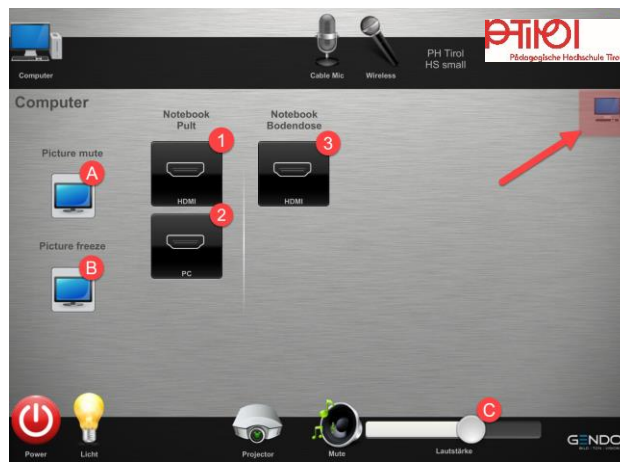 PH Tirol
HS small
PHTiROl
Pädagogische Hochschule Tirol
Computer
Cable Mic
Wireless
Computer
Notebook
Pult
Notebook
Bodendose
1
3
Picture mute
A
HDMI
HDMI
2
Picture freeze
B
PC
C
Power
Licht
Projector
Mute
Lautstärke
GENDO